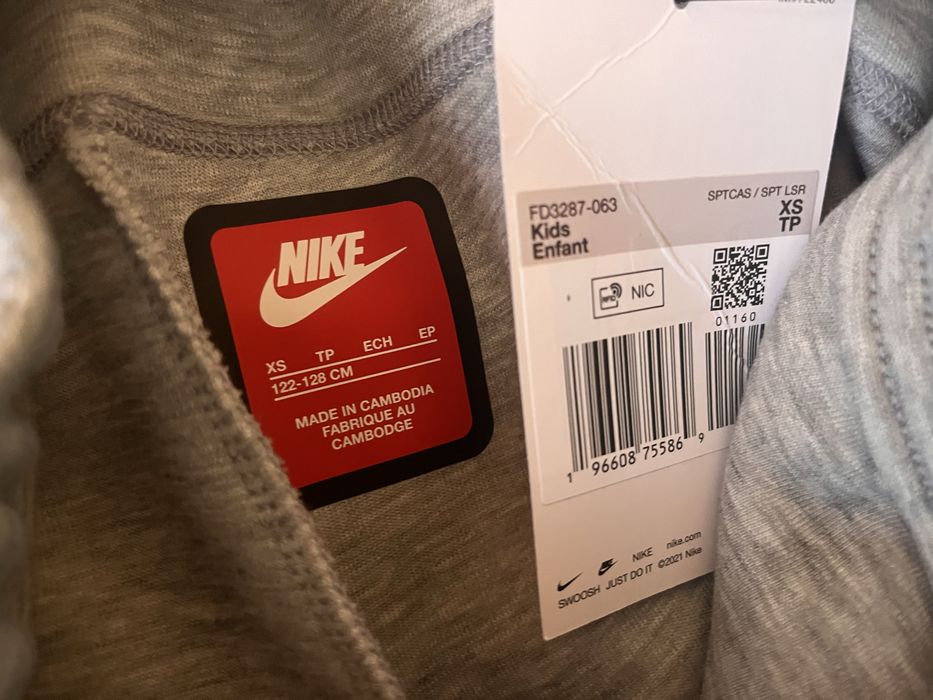 NIKE
XS TP ECH EP
122-128 CM
MADE IN CAMBODIA
FABRIQUE AU
CAMBODGE
FD3287-063
Kids
Enfant
SPTCAS / SPT LSR
XS
TP
RFID NIC
01160
1 96608 75586 9
NIKE nike.com
SWOOSH JUST DO IT ©2021 Nike